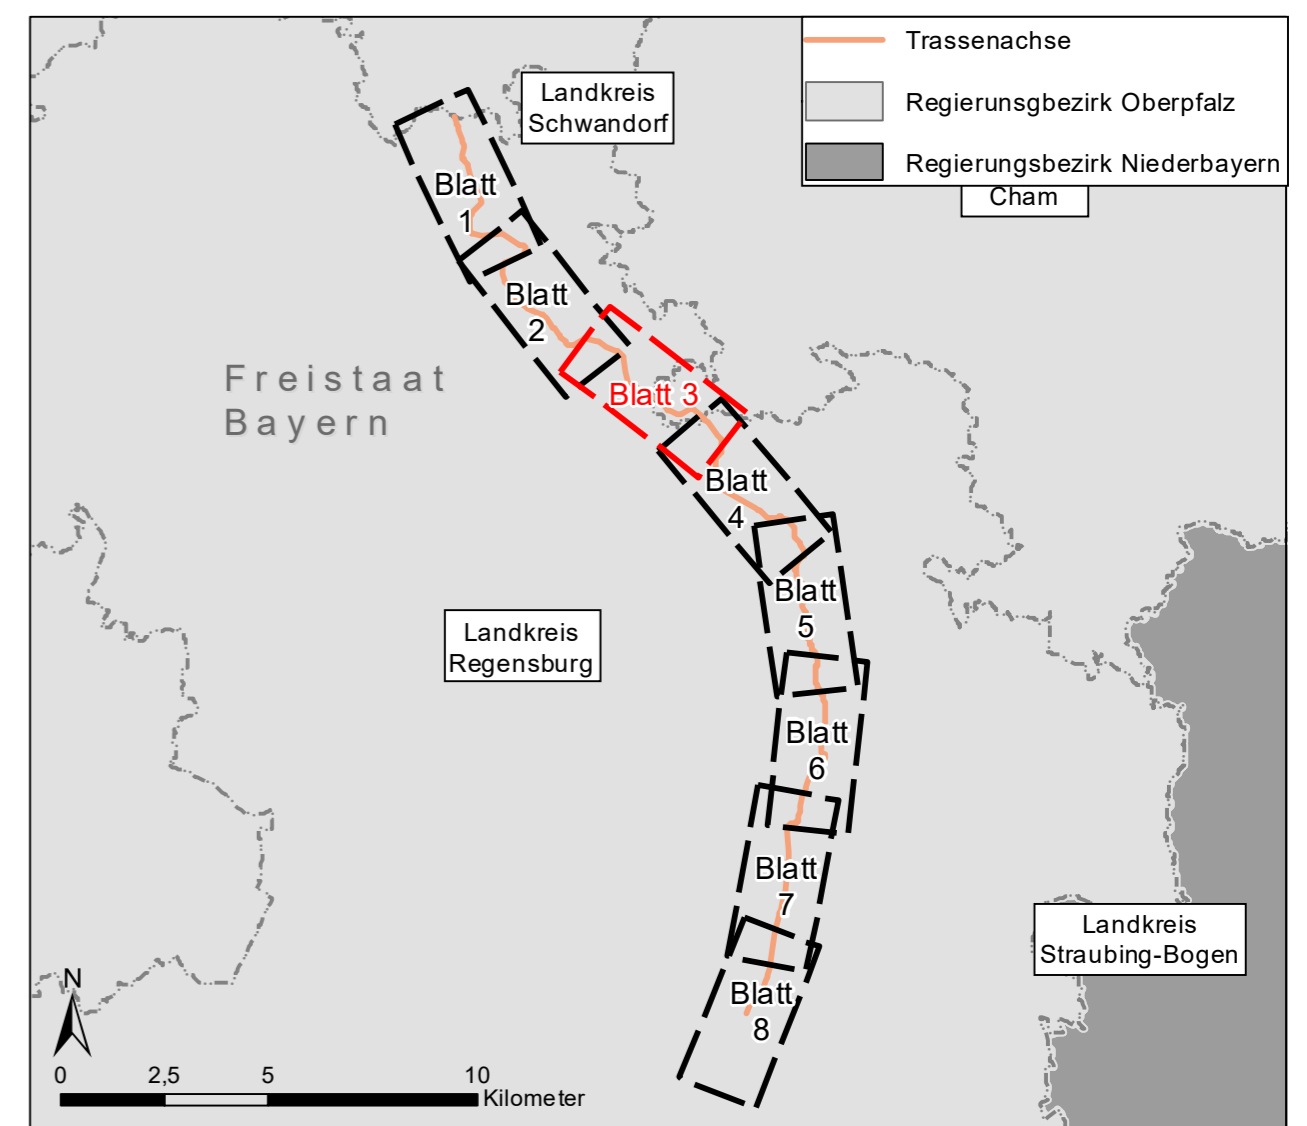 Trassenachse
Regierunsgbezirk Oberpfalz
Regierungsbezirk Niederbayern
Cham
Landkreis
Schwandorf
Blatt
1
Blatt
2
Freistaat
Bayern
Blatt 3
Blatt
4
Blatt
5
Landkreis
Regensburg
Blatt
6
Blatt
7
Landkreis
Straubing-Bogen
Blatt
8
N
0 2,5 5 10
Kilometer